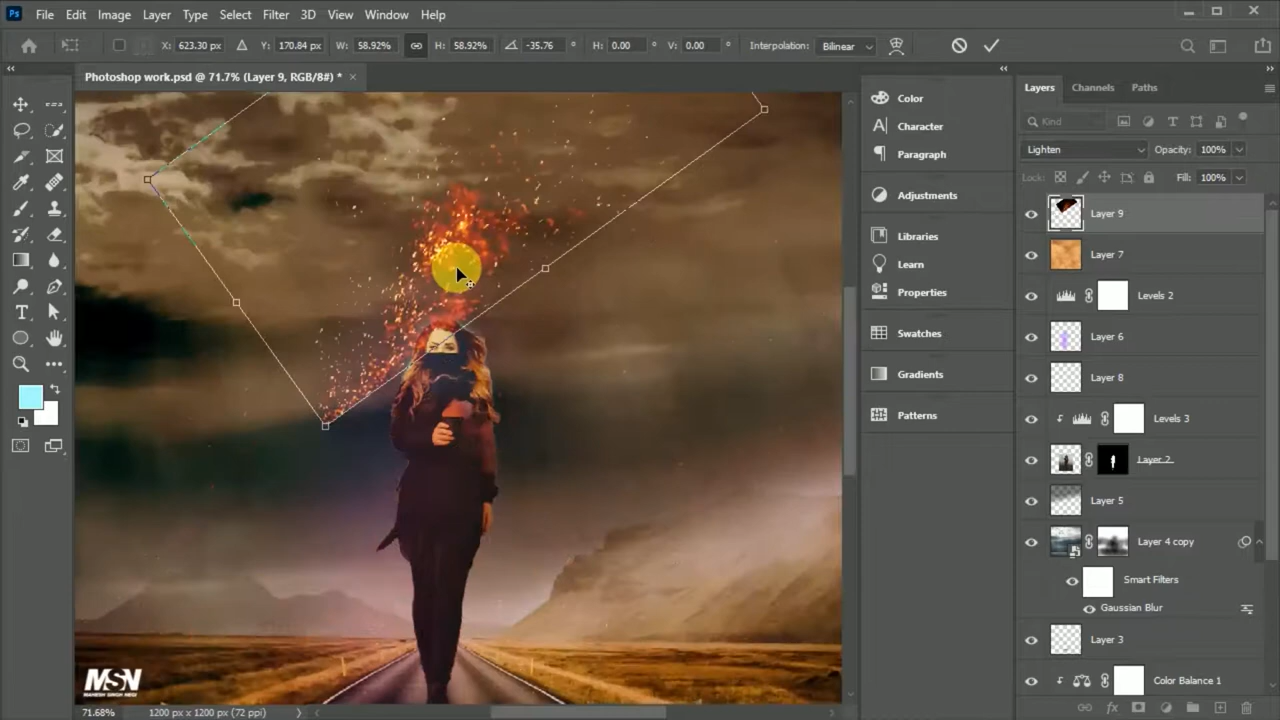 Ps File Edit Image Layer Type Select Filter 3D View Window Help
X: 623.30 px Y: 170.84 px W: 58.92% H: 58.92% -35.76 ° H: 0.00 ° V: 0.00 ° Interpolation: Bilinear
Photoshop work.psd @ 71.7% (Layer 9, RGB/8#) *
Color
Character
Paragraph
Adjustments
Libraries
Learn
Properties
Swatches
Gradients
Patterns
Layers Channels Paths
Kind
Lighten Opacity: 100%
Lock: Fill: 100%
Layer 9
Layer 7
Levels 2
Layer 6
Layer 8
Levels 3
Layer 2
Layer 5
Layer 4 copy
Smart Filters
Gaussian Blur
Layer 3
Color Balance 1
MSN
MAHESH SINGH NEGI
71.68% 1200 px x 1200 px (72 ppi)